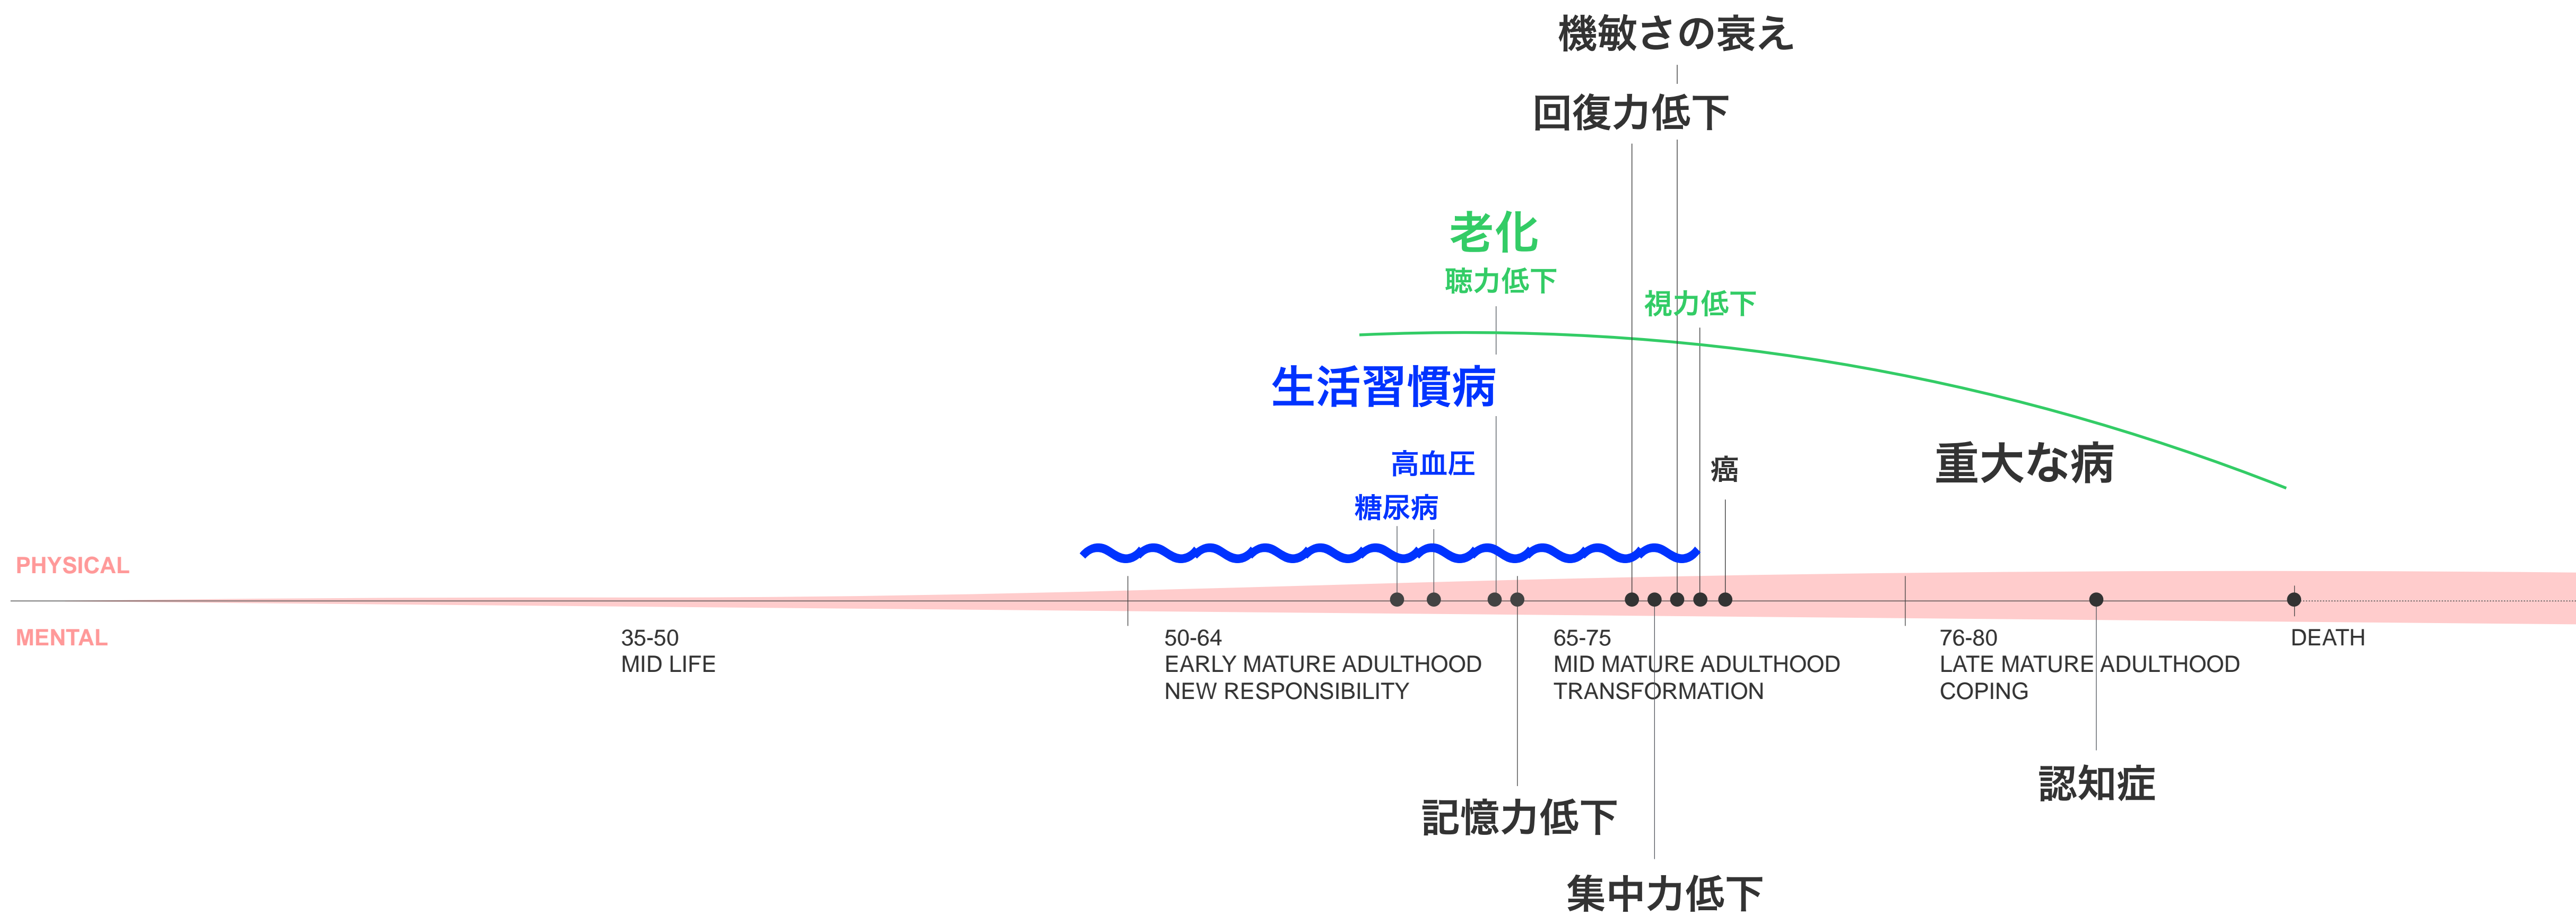 機敏さの衰え
回復力低下
老化
聴力低下
視力低下
生活習慣病
高血圧
糖尿病
癌
重大な病
PHYSICAL
MENTAL
35-50
MID LIFE
50-64
EARLY MATURE ADULTHOOD
NEW RESPONSIBILITY
65-75
MID MATURE ADULTHOOD
TRANSFORMATION
76-80
LATE MATURE ADULTHOOD
COPING
DEATH
認知症
記憶力低下
集中力低下